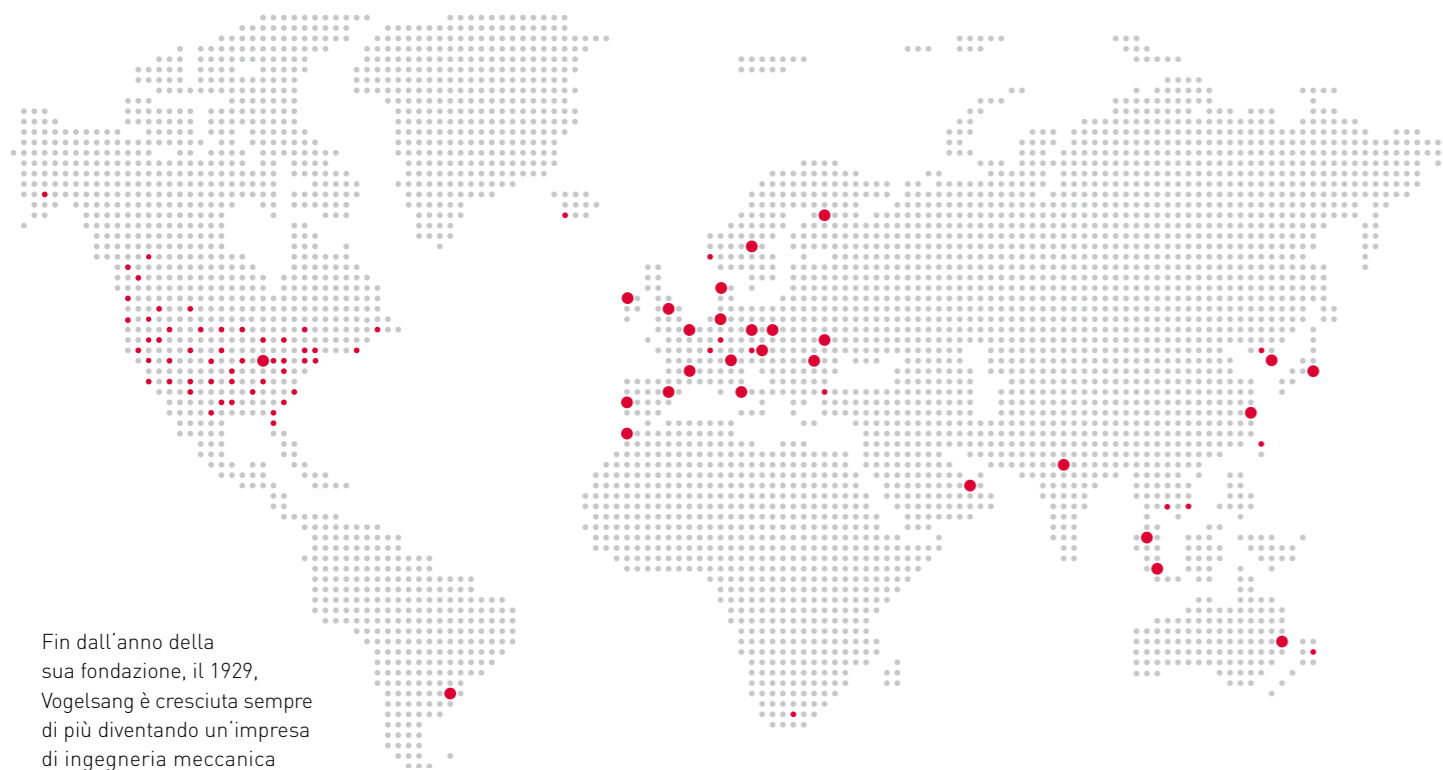 Fin dall‘anno della
sua fondazione, il 1929,
Vogelsang è cresciuta sempre
di più diventando un‘impresa
di ingegneria meccanica